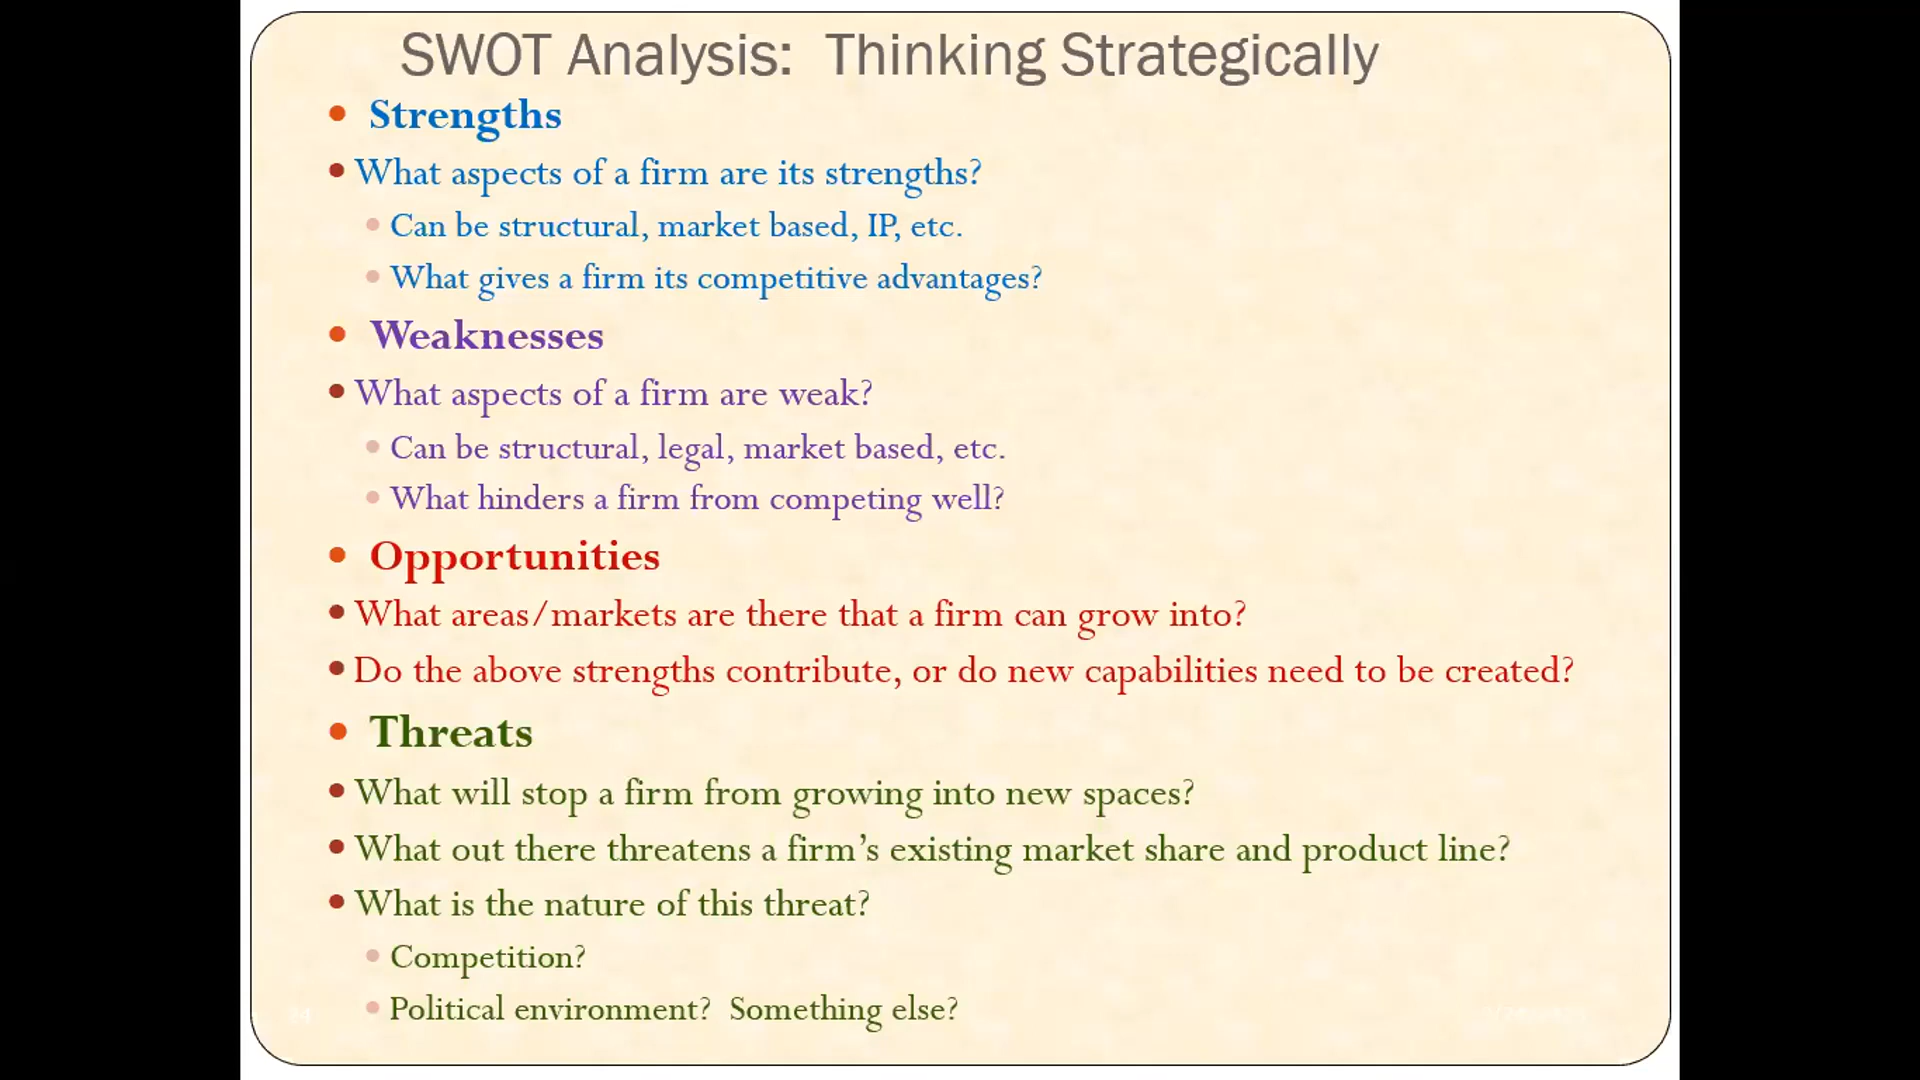 SWOT Analysis:  Thinking Strategically
• Strengths
• What aspects of a firm are its strengths?
• Can be structural, market based, IP, etc.
• What gives a firm its competitive advantages?
• Weaknesses
• What aspects of a firm are weak?
• Can be structural, legal, market based, etc.
• What hinders a firm from competing well?
• Opportunities
• What areas/markets are there that a firm can grow into?
• Do the above strengths contribute, or do new capabilities need to be created?
• Threats
• What will stop a firm from growing into new spaces?
• What out there threatens a firm’s existing market share and product line?
• What is the nature of this threat?
• Competition?
• Political environment?  Something else?